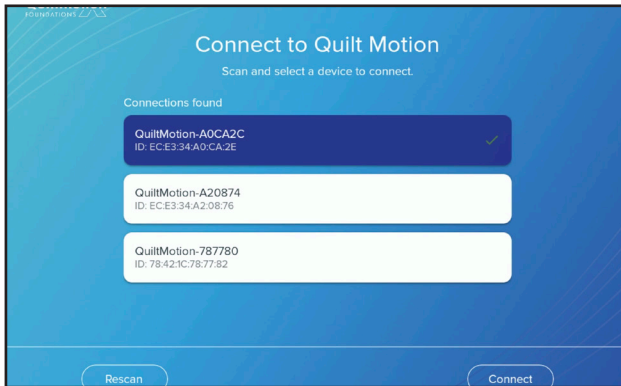 FOUNDATIONS
Connect to Quilt Motion
Scan and select a device to connect.
Connections found
QuiltMotion-A0CA2C
ID: EC:E3:34:A0:CA:2E
QuiltMotion-A20874
ID: EC:E3:34:A2:08:76
QuiltMotion-787780
ID: 78:42:1C:78:77:82
Rescan
Connect